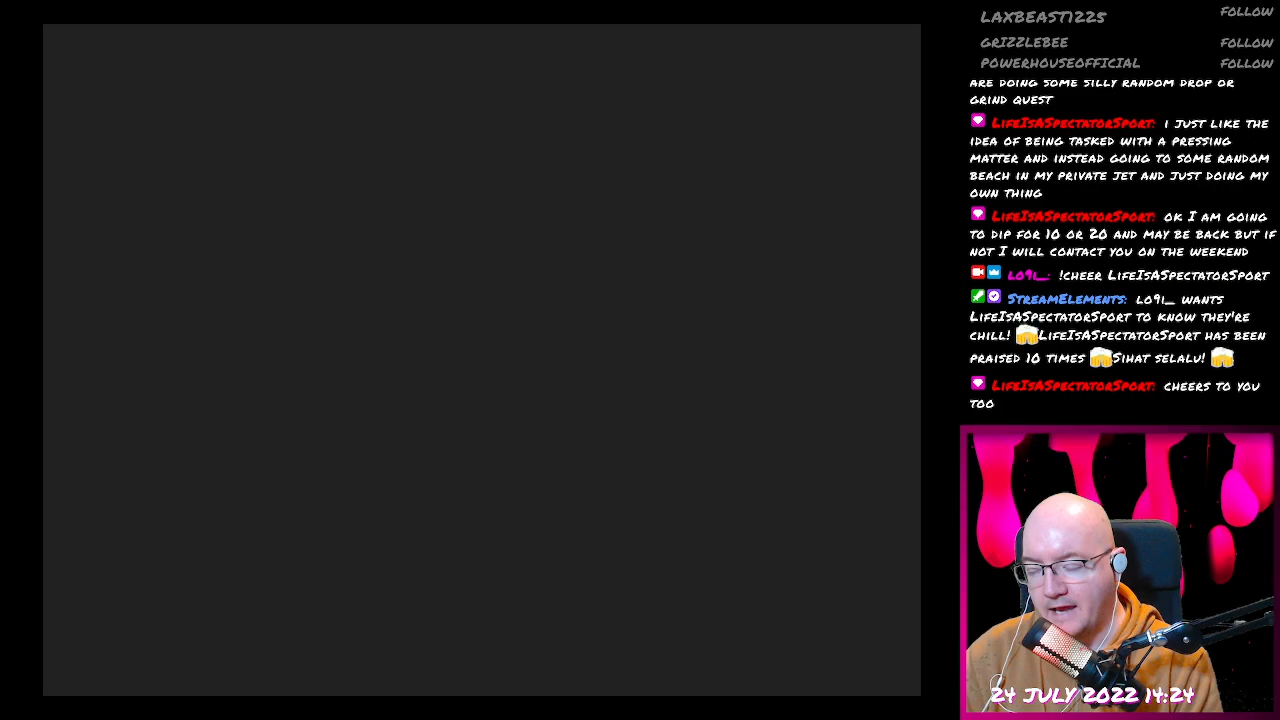 LAXBEAST1225 FOLLOW
GRIZZLEBEE FOLLOW
POWERHOUSEOFFICIAL FOLLOW
ARE DOING SOME SILLY RANDOM DROP OR
GRIND QUEST
LIFEISASPECTATORSPORT: I JUST LIKE THE
IDEA OF BEING TASKED WITH A PRESSING
MATTER AND INSTEAD GOING TO SOME RANDOM
BEACH IN MY PRIVATE JET AND JUST DOING MY
OWN THING
LIFEISASPECTATORSPORT: OK I AM GOING
TO DIP FOR 10 OR 20 AND MAY BE BACK BUT IF
NOT I WILL CONTACT YOU ON THE WEEKEND
LO91_: !CHEER LIFEISASPECTATORSPORT
STREAMELEMENTS: LO91_ WANTS
LIFEISASPECTATORSPORT TO KNOW THEY'RE
CHILL! LIFEISASPECTATORSPORT HAS BEEN
PRAISED 10 TIMES SIHAT SELALU!
LIFEISASPECTATORSPORT: CHEERS TO YOU
TOO
24 JULY 2022 14:24